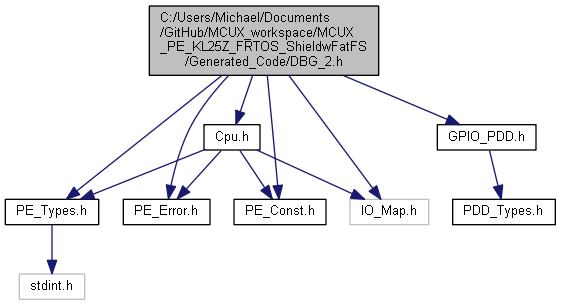 C:/Users/Michael/Documents
/GitHub/MCUX_workspace/MCUX
_PE_KL25Z_FRTOS_ShieldwFatFS
/Generated_Code/DBG_2.h
Cpu.h
GPIO_PDD.h
PE_Types.h
PE_Error.h
PE_Const.h
IO_Map.h
PDD_Types.h
stdint.h